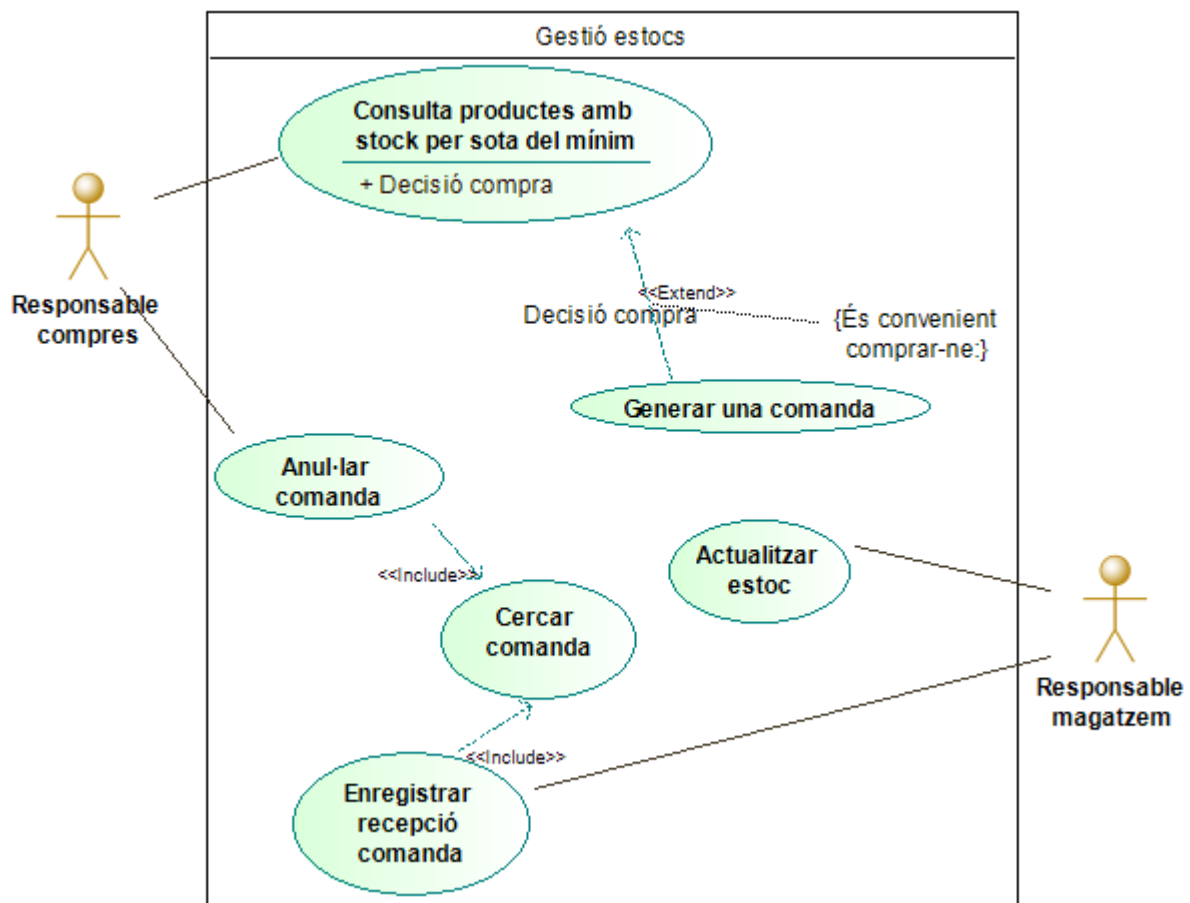 Gestió estocs
Consulta productes amb
stock per sota del mínim
+ Decisió compra
Responsable
compres
<<Extend>>
Decisió compra
{És convenient
comprar-ne:}
Generar una comanda
Anul·lar
comanda
<<Include>>
Actualitzar
estoc
Cercar
comanda
Responsable
magatzem
<<Include>>
Enregistrar
recepció
comanda